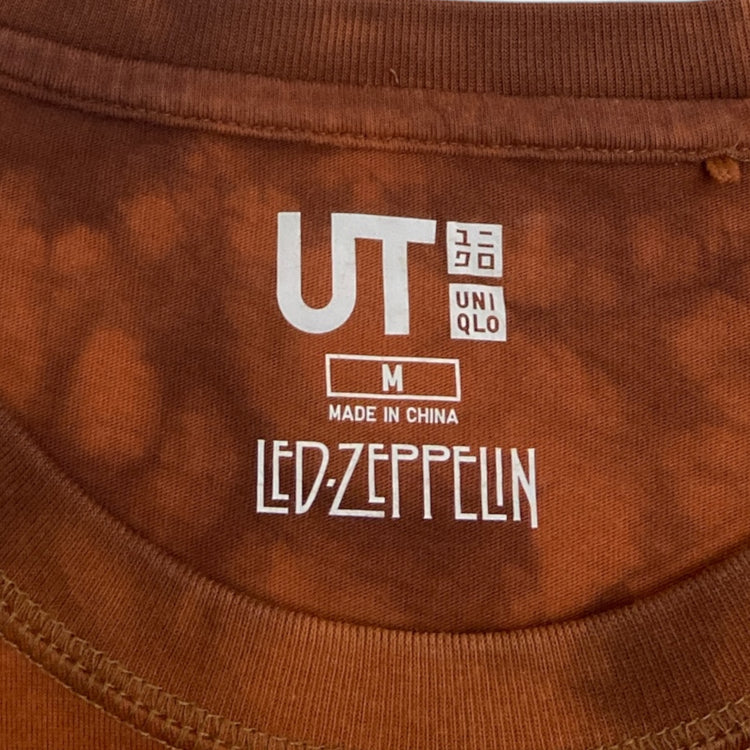 UT
ユニ
クロ
UNI
QLO
M
MADE IN CHINA
LED·ZEPPELIN